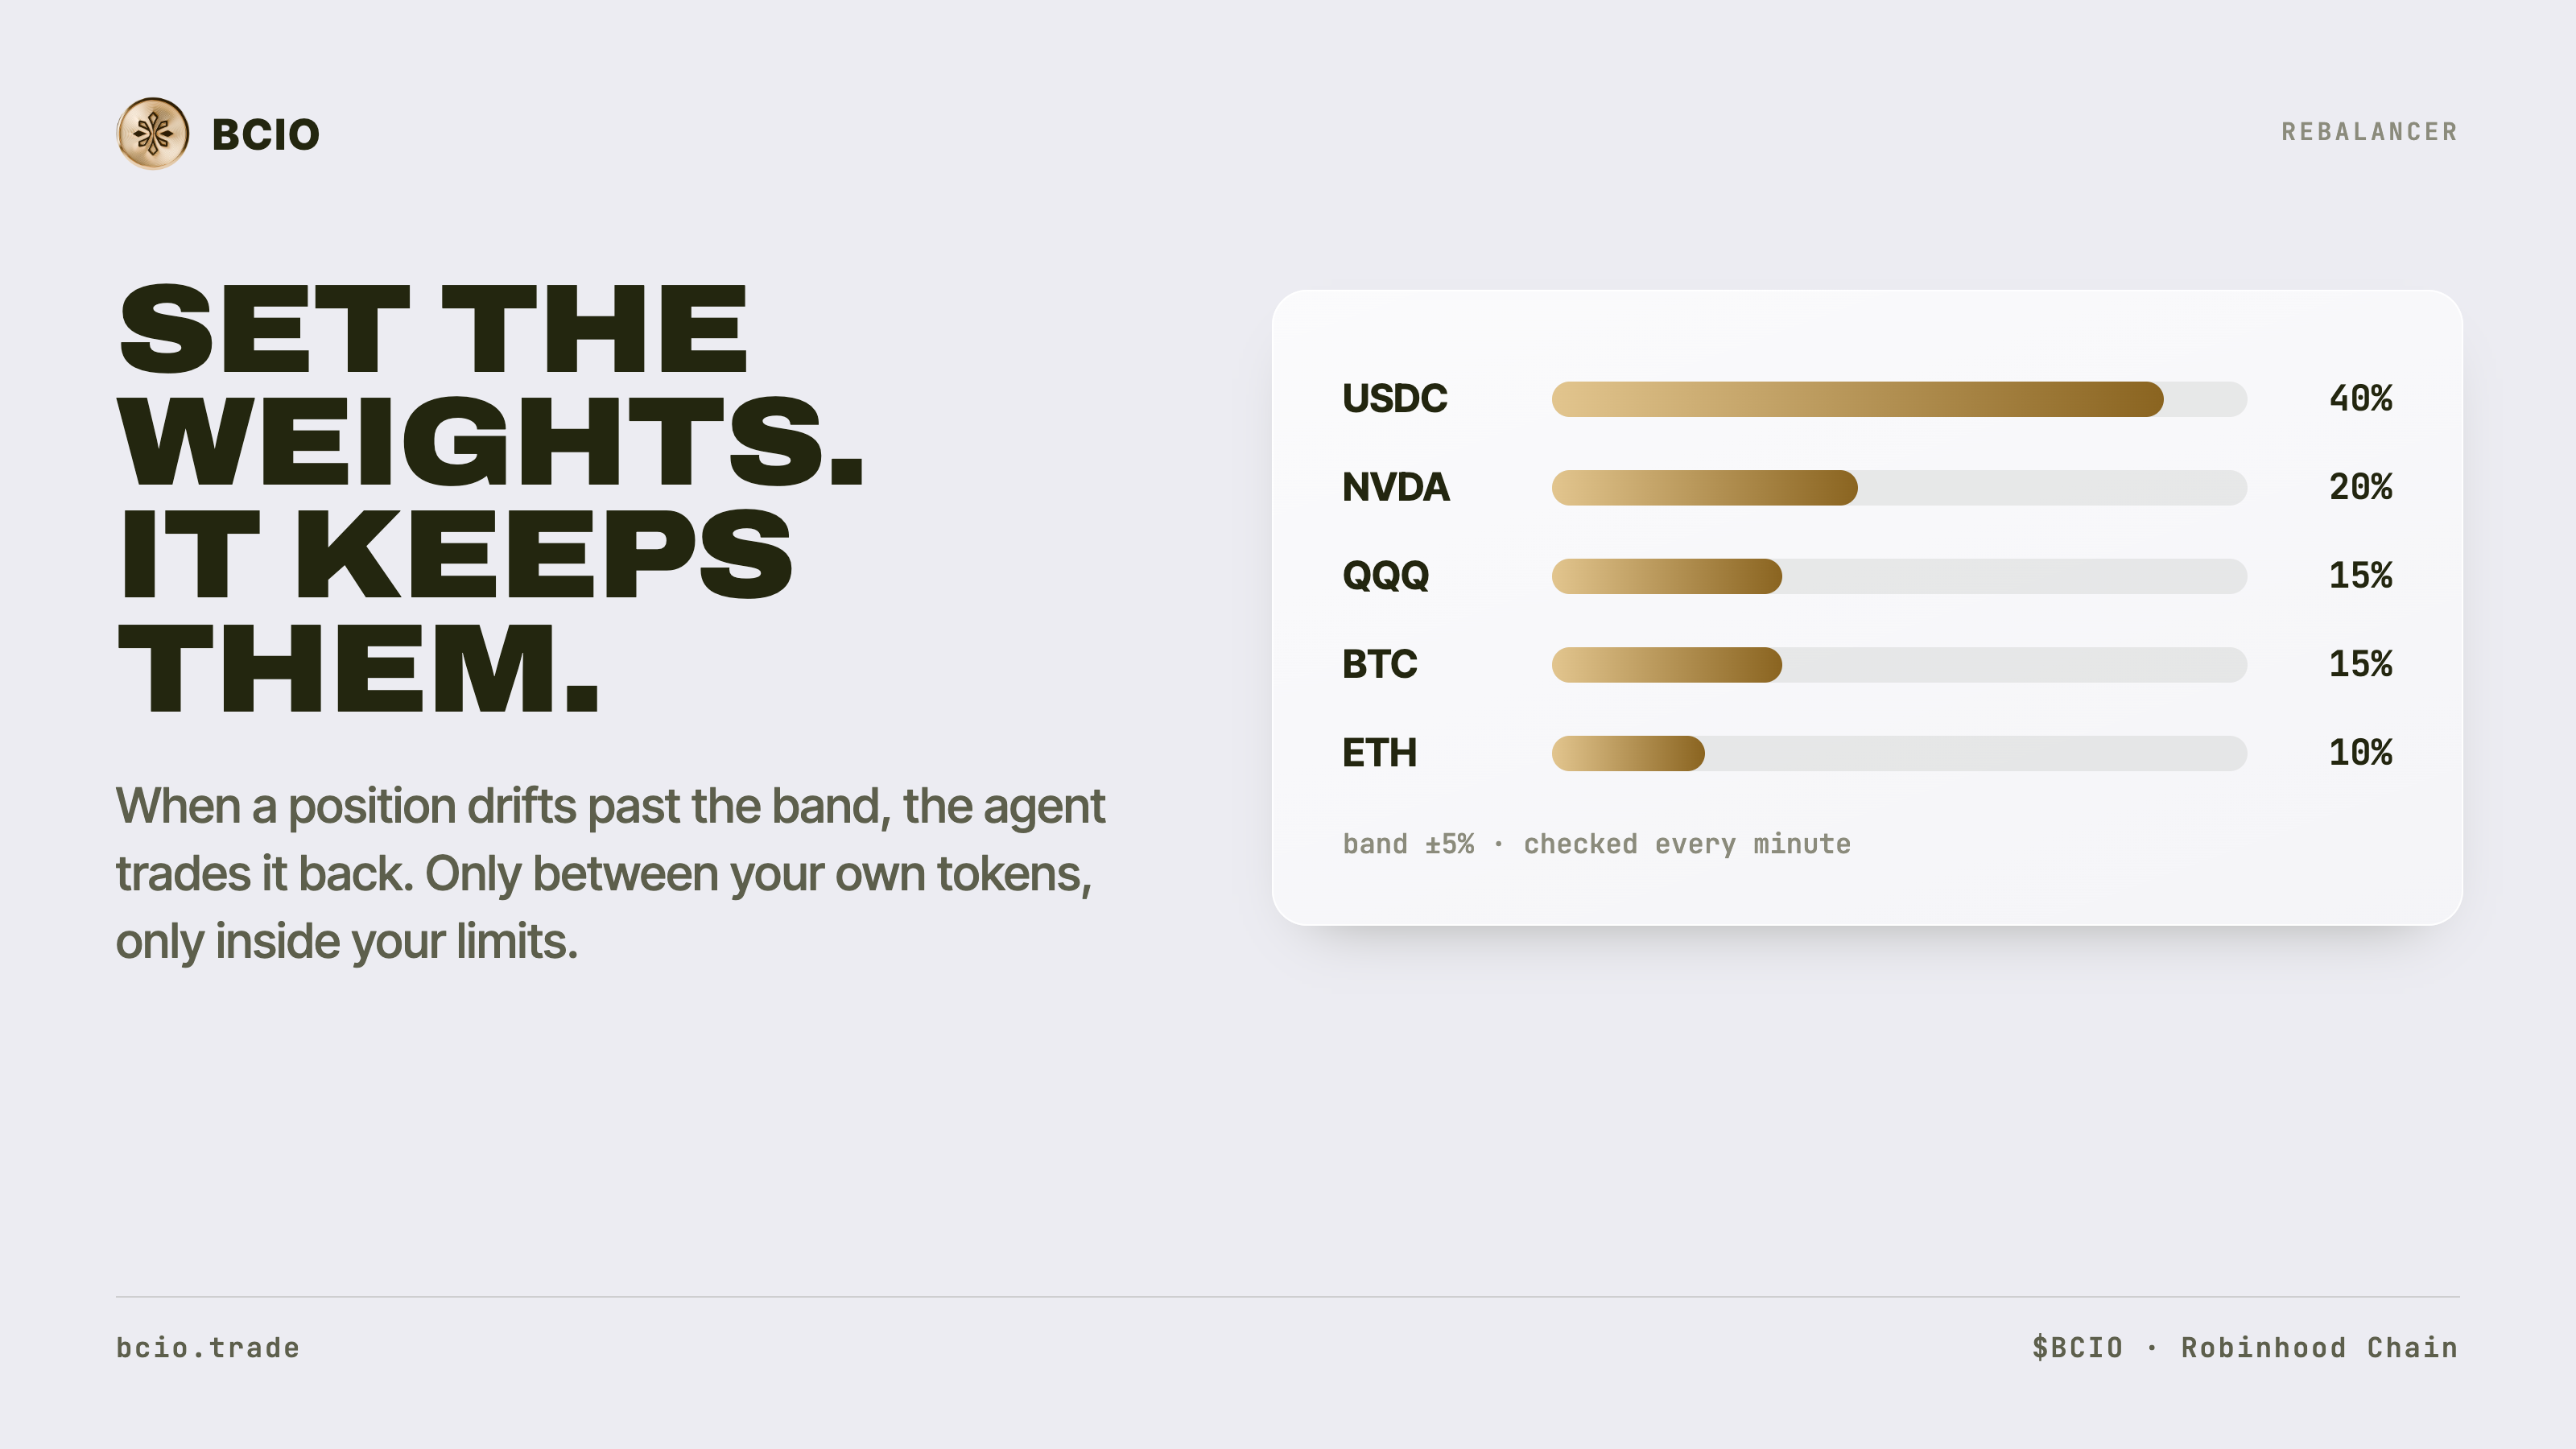 BCIO
REBALANCER
SET THE
WEIGHTS.
IT KEEPS
THEM.
When a position drifts past the band, the agent
trades it back. Only between your own tokens,
only inside your limits.
USDC 40%
NVDA 20%
QQQ 15%
BTC 15%
ETH 10%
band ±5% · checked every minute
bcio.trade
$BCIO · Robinhood Chain